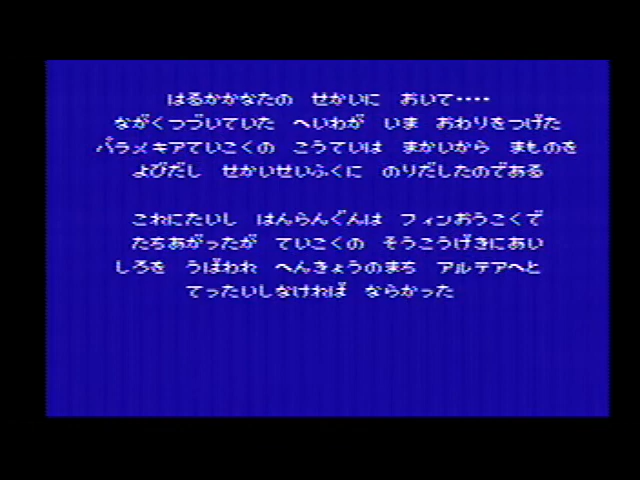 はるかかなたの　せかいに　おいて････
ながくつづいていた　へいわが　いま　おわりをつげた
パラメキアていこくの　こうていは　まかいから　まものを
よびだし　せかいせいふくに　のりだしたのである
これにたいし　はんらんぐんは　フィンおうこくで
たちあがったが　ていこくの　そうこうげきにあい
しろを　うばわれ　へんきょうのまち　アルテアへと
てったいしなければ　ならかった